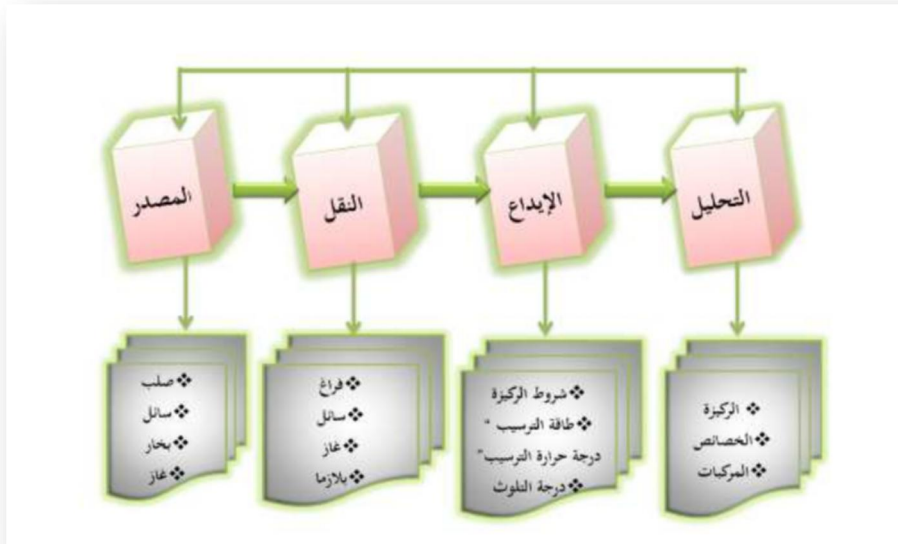 المصدر
النقل
الإيداع
التحليل
❖صلب
❖سائل
❖بخار
❖غاز
❖فراغ
❖سائل
❖غاز
❖بلازما
❖شروط الركيزة
❖طاقة الترسيب "
درجة حرارة الترسيب"
❖درجة التلوث
❖ الركيزة
❖الخصائص
❖المركبات